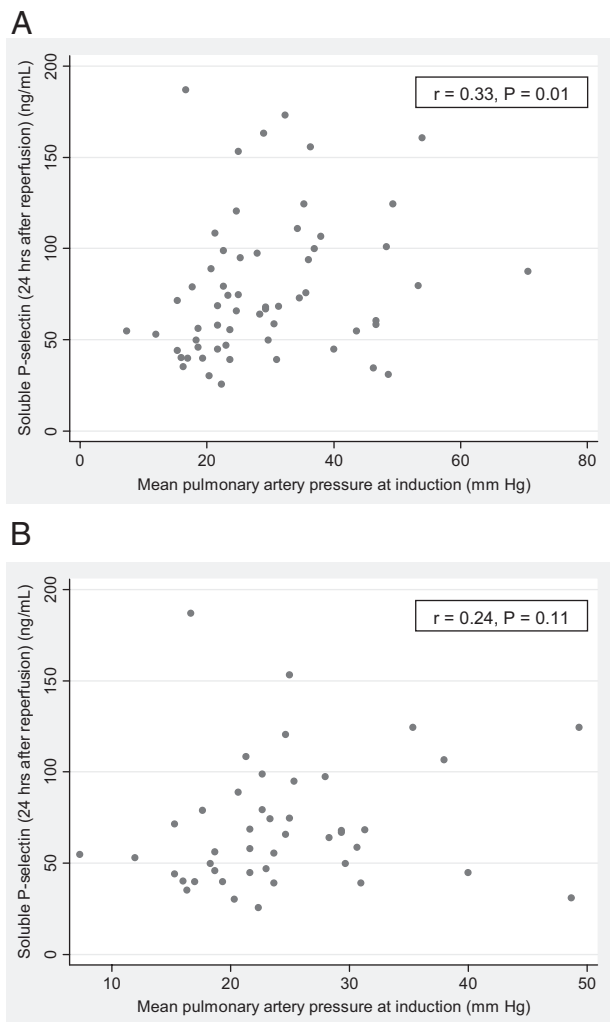 A
Soluble P-selectin (24 hrs after reperfusion) (ng/mL)
200
150
100
50
0
r = 0.33, P = 0.01
0 20 40 60 80
Mean pulmonary artery pressure at induction (mm Hg)
B
Soluble P-selectin (24 hrs after reperfusion) (ng/mL)
200
150
100
50
0
r = 0.24, P = 0.11
10 20 30 40 50
Mean pulmonary artery pressure at induction (mm Hg)